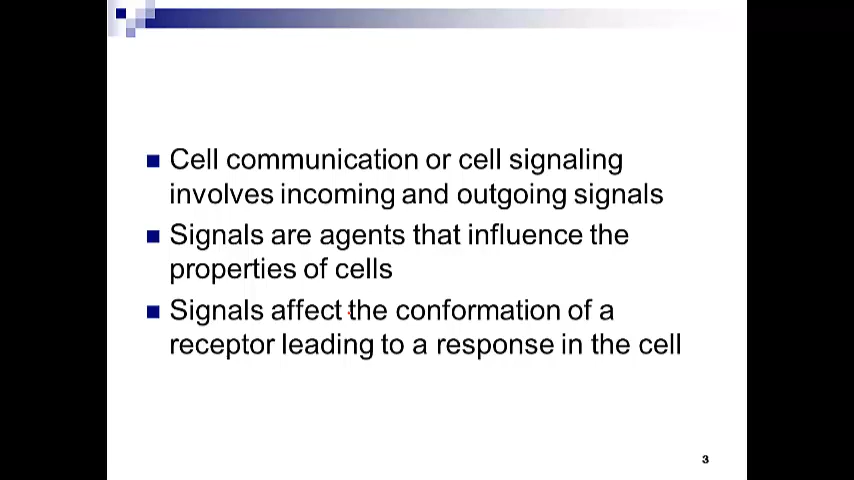 Cell communication or cell signaling
involves incoming and outgoing signals
Signals are agents that influence the
properties of cells
Signals affect the conformation of a
receptor leading to a response in the cell
3